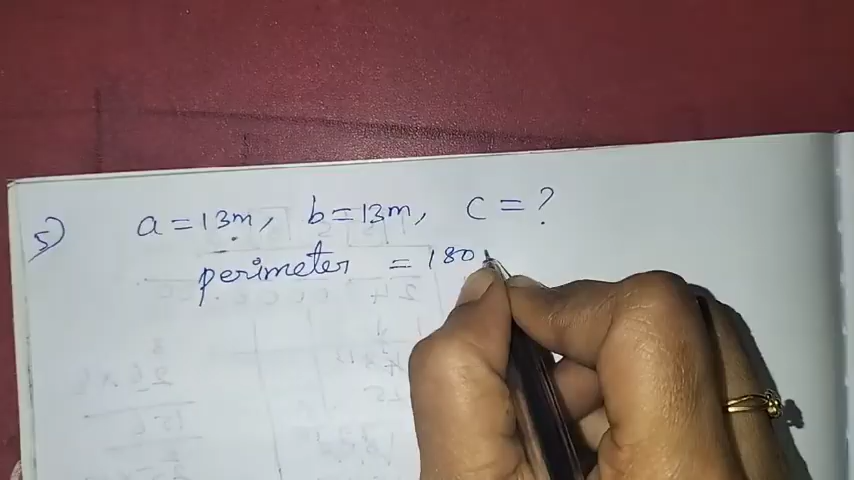 5) a = 13m, b = 13m, c = ?
perimeter = 180